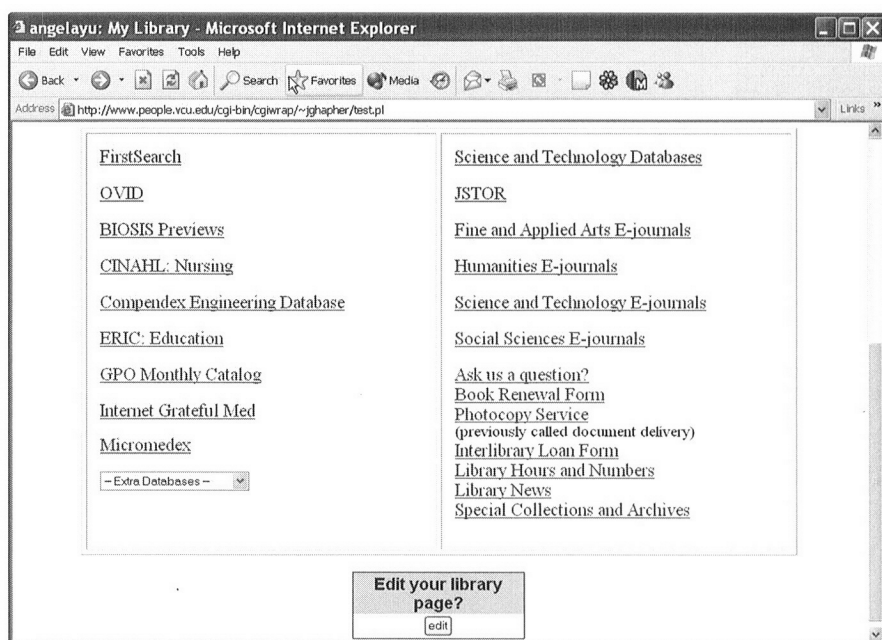 angelayu: My Library - Microsoft Internet Explorer
File Edit View Favorites Tools Help
Back Search Favorites Media
Address http://www.people.vcu.edu/cgi-bin/cgiwrap/~jghapher/test.pl Links »
FirstSearch
OVID
BIOSIS Previews
CINAHL: Nursing
Compendex Engineering Database
ERIC: Education
GPO Monthly Catalog
Internet Grateful Med
Micromedex
-- Extra Databases --
Science and Technology Databases
JSTOR
Fine and Applied Arts E-journals
Humanities E-journals
Science and Technology E-journals
Social Sciences E-journals
Ask us a question?
Book Renewal Form
Photocopy Service
(previously called document delivery)
Interlibrary Loan Form
Library Hours and Numbers
Library News
Special Collections and Archives
Edit your library
page?
edit